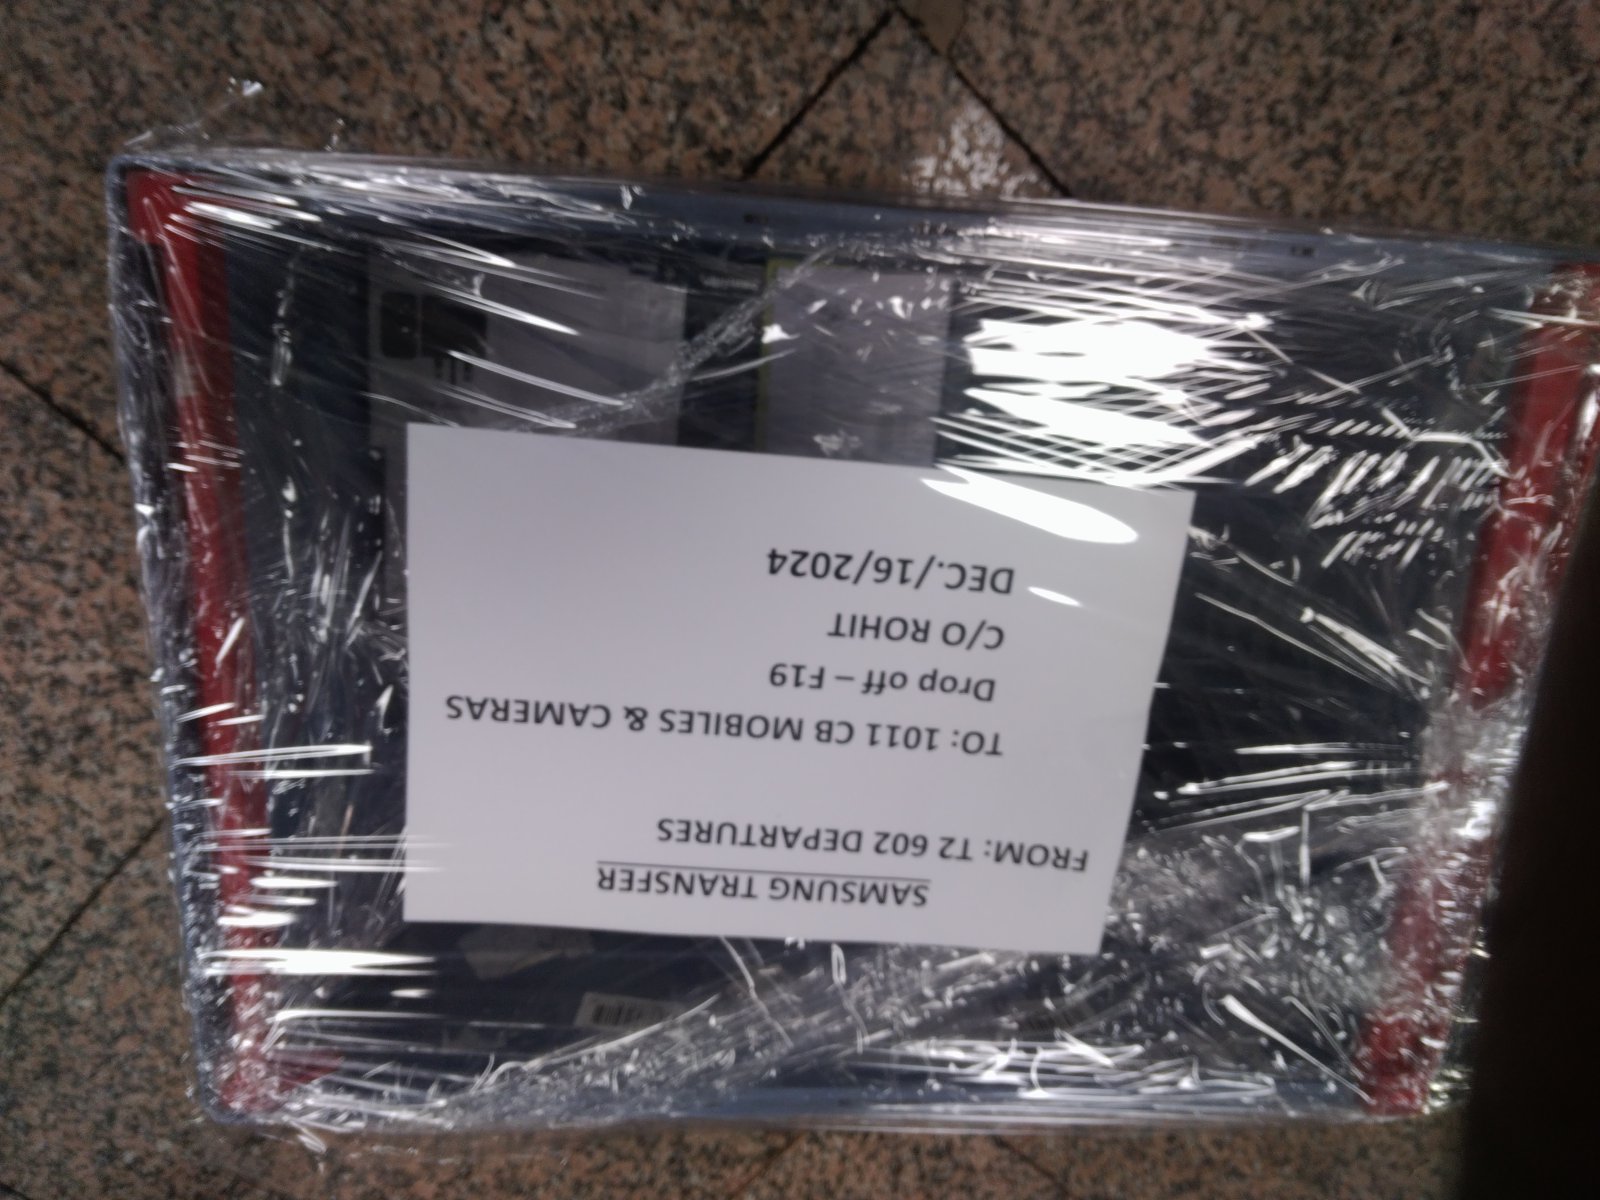 SAMSUNG TRANSFER
FROM: T2 602 DEPARTURES
TO: 1011 CB MOBILES & CAMERAS
Drop off – F19
C/O ROHIT
DEC./16/2024